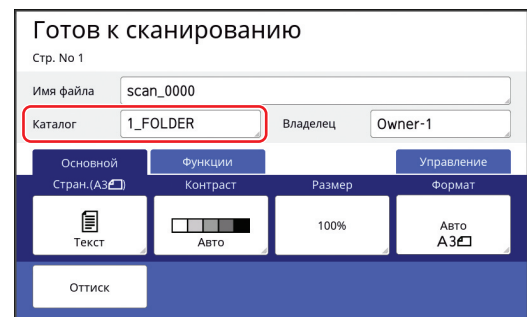 Готов к сканированию
Стр. No 1
Имя файла scan_0000
Каталог 1_FOLDER Владелец Owner-1
Основной Функции Управление
Стран.(A3) Контраст Размер Формат
Текст Авто 100% Авто
A3
Оттиск